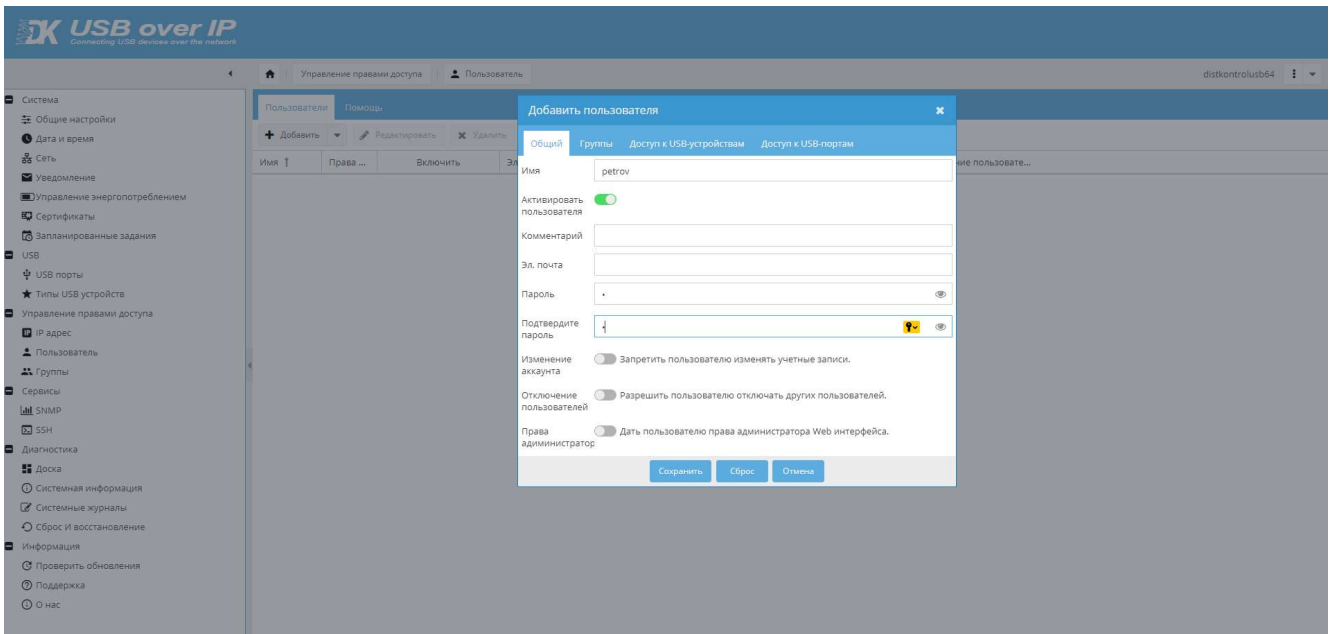 DK USB over IP
Connecting USB devices over the network
Управление правами доступа
Пользователь
distkontrolusb64
Система
Общие настройки
Дата и время
Сеть
Уведомление
Управление энергопотреблением
Сертификаты
Запланированные задания
USB
USB порты
Типы USB устройств
Управление правами доступа
IP адрес
Пользователь
Группы
Сервисы
SNMP
SSH
Диагностика
Доска
Системная информация
Системные журналы
Сброс И восстановление
Информация
Проверить обновления
Поддержка
О нас
Пользователи Помощь
Добавить Редактировать Удалить
Имя Права ... Включить Эл ие пользовате...
Добавить пользователя
Общий Группы Доступ к USB-устройствам Доступ к USB-портам
Имя petrov
Активировать
пользователя
Комментарий
Эл. почта
Пароль
Подтвердите
пароль
Изменение Запретить пользователю изменять учетные записи.
аккаунта
Отключение Разрешить пользователю отключать других пользователей.
пользователей
Права Дать пользователю права администратора Web интерфейса.
адиминистратор
Сохранить Сброс Отмена